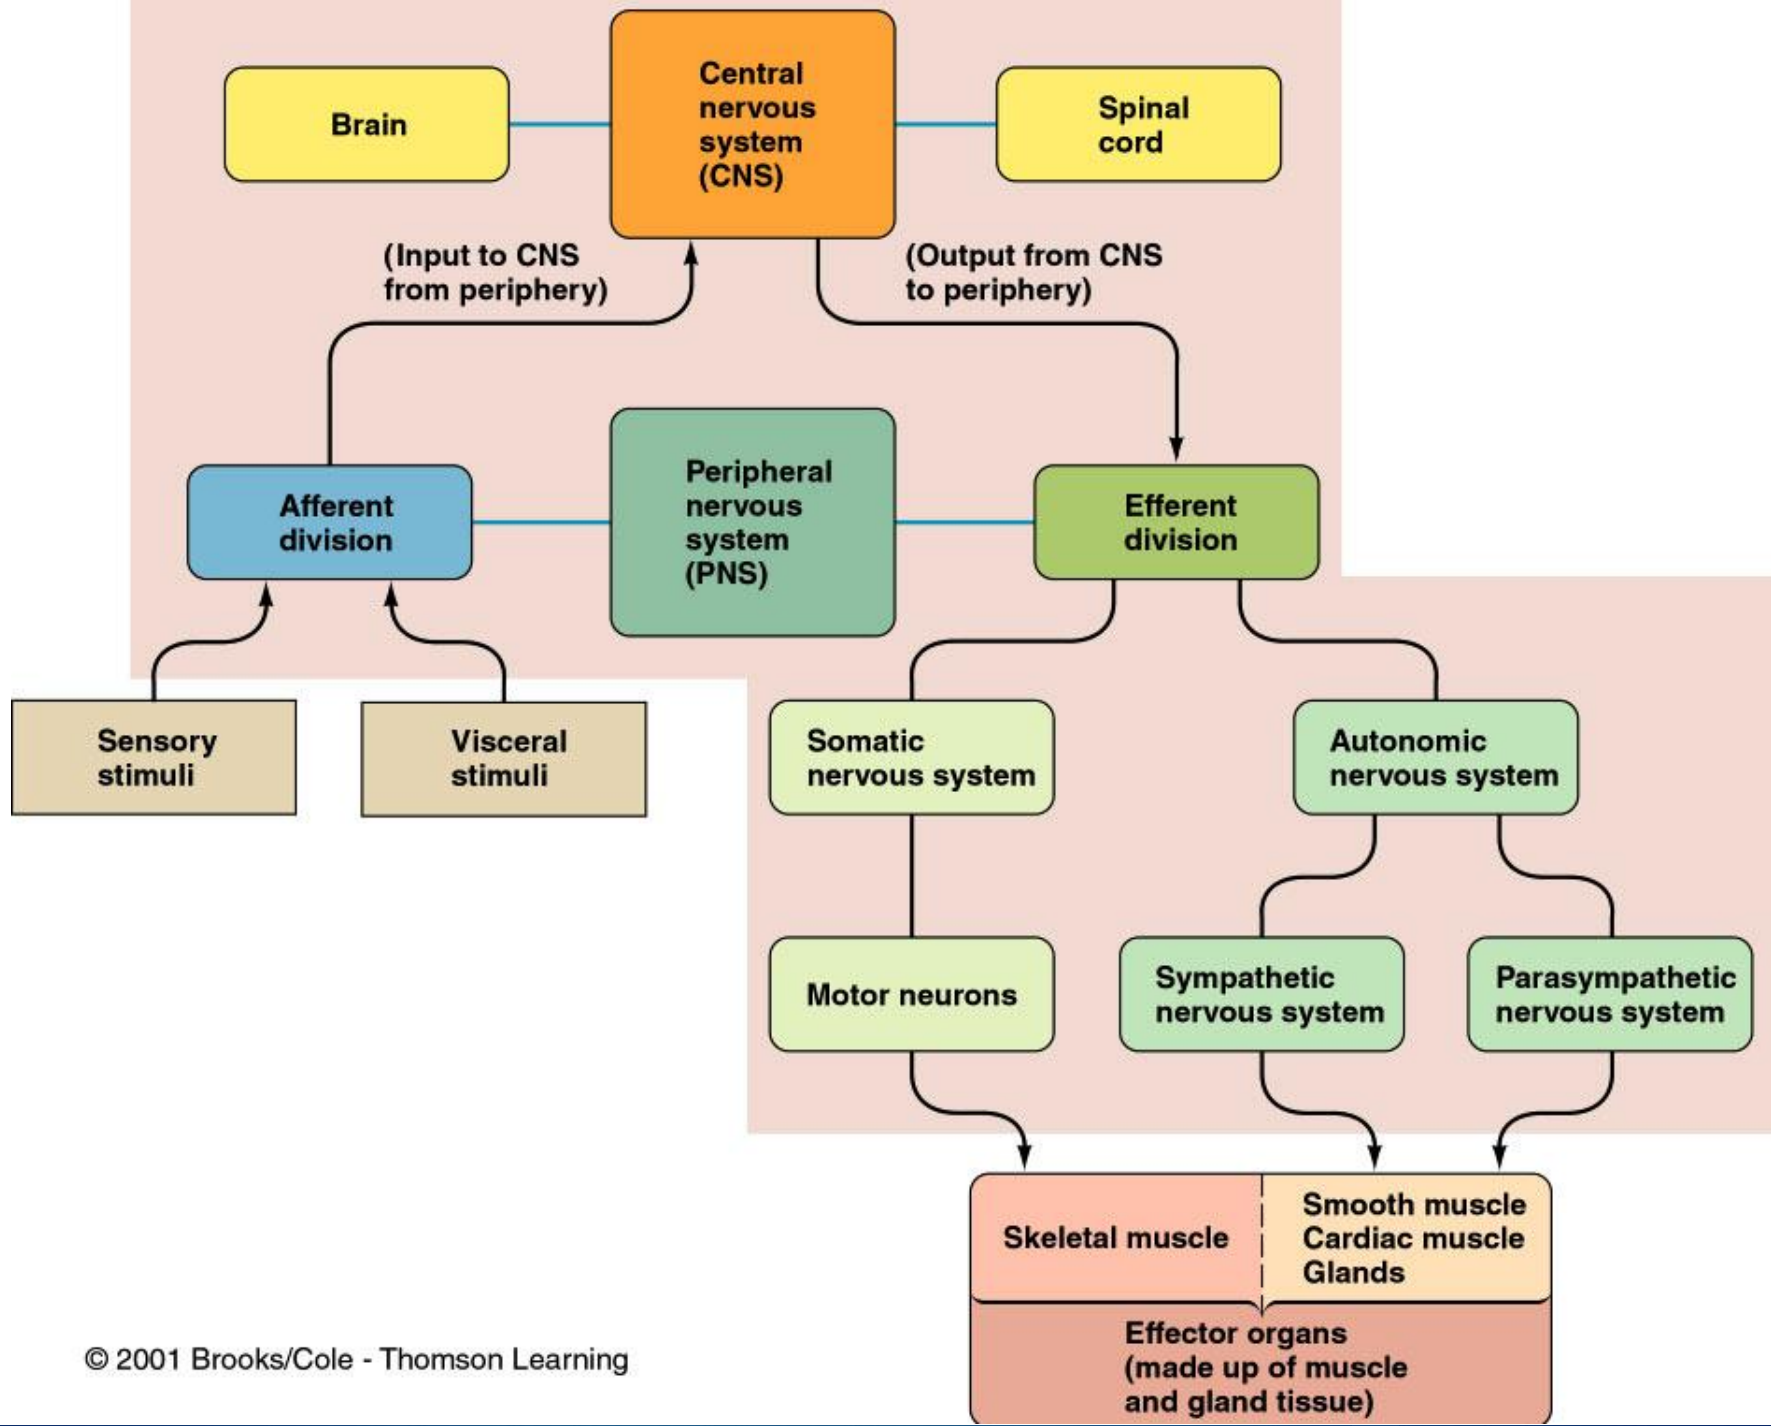 Central
nervous
system
(CNS)
Brain
Spinal
cord
(Input to CNS
from periphery)
(Output from CNS
to periphery)
Peripheral
nervous
system
(PNS)
Afferent
division
Efferent
division
Sensory
stimuli
Visceral
stimuli
Somatic
nervous system
Autonomic
nervous system
Motor neurons
Sympathetic
nervous system
Parasympathetic
nervous system
Skeletal muscle
Smooth muscle
Cardiac muscle
Glands
Effector organs
(made up of muscle
and gland tissue)
© 2001 Brooks/Cole - Thomson Learning